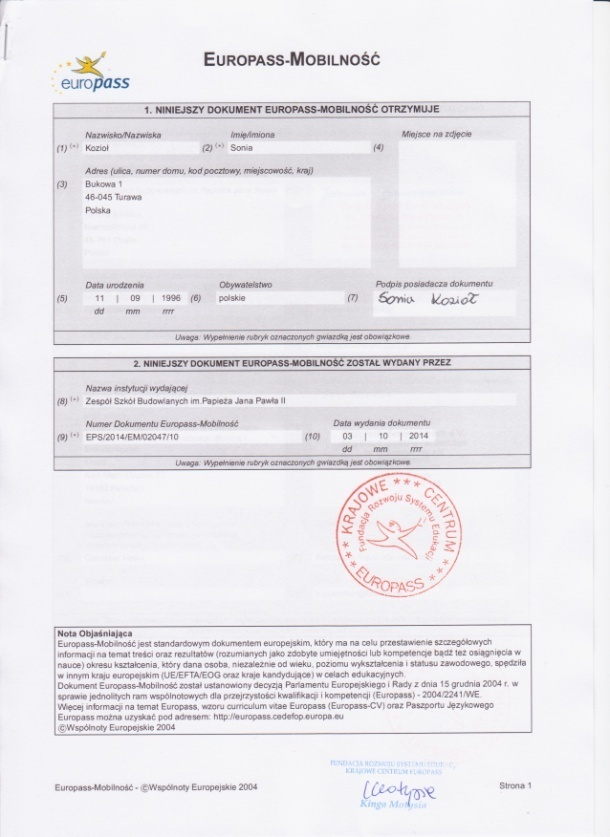 europass
EUROPASS-MOBILNOŚĆ
1. NINIEJSZY DOKUMENT EUROPASS-MOBILNOŚĆ OTRZYMUJE
Nazwisko/Nazwiska Imię/Imiona Miejsce na zdjęcie
(1) (*) Kozioł (2) (*) Sonia (4)
Adres (ulica, numer domu, kod pocztowy, miejscowość, kraj)
(3) Bukowa 1
46-045 Turawa
Polska
Data urodzenia Obywatelstwo Podpis posiadacza dokumentu
(5) 11 | 09 | 1996 (6) polskie (7) Sonia Kozioł
dd mm rrrr
Uwaga: Wypełnienie rubryk oznaczonych gwiazdką jest obowiązkowe.
2. NINIEJSZY DOKUMENT EUROPASS-MOBILNOŚĆ ZOSTAŁ WYDANY PRZEZ
Nazwa instytucji wydającej
(8) (*) Zespół Szkół Budowlanych im.Papieża Jana Pawła II
Numer Dokumentu Europass-Mobilność Data wydania dokumentu
(9) (*) EPS/2014/EM/02047/10 (10) 03 | 10 | 2014
dd mm rrrr
Uwaga: Wypełnienie rubryk oznaczonych gwiazdką jest obowiązkowe.
KRAJOWE *** CENTRUM *** EUROPASS ***
Fundacja Rozwoju Systemu Edukacji
Nota Objaśniająca
Europass-Mobilność jest standardowym dokumentem europejskim, który ma na celu przestawienie szczegółowych
informacji na temat treści oraz rezultatów (rozumianych jako zdobyte umiejętności lub kompetencje bądź też osiągnięcia w
nauce) okresu kształcenia, który dana osoba, niezależnie od wieku, poziomu wykształcenia i statusu zawodowego, spędziła
w innym kraju europejskim (UE/EFTA/EOG oraz kraje kandydujące) w celach edukacyjnych.
Dokument Europass-Mobilność został ustanowiony decyzją Parlamentu Europejskiego i Rady z dnia 15 grudnia 2004 r. w
sprawie jednolitych ram wspólnotowych dla przejrzystości kwalifikacji i kompetencji (Europass) - 2004/2241/WE.
Więcej informacji na temat Europass, wzoru curriculum vitae Europass (Europass-CV) oraz Paszportu Językowego
Europass można uzyskać pod adresem: http://europass.cedefop.europa.eu
©Wspólnoty Europejskie 2004
FUNDACJA ROZWOJU SYSTEMU EDUKACJI
KRAJOWE CENTRUM EUROPASS
Kinga Motysia
Europass-Mobilność - ©Wspólnoty Europejskie 2004 Strona 1